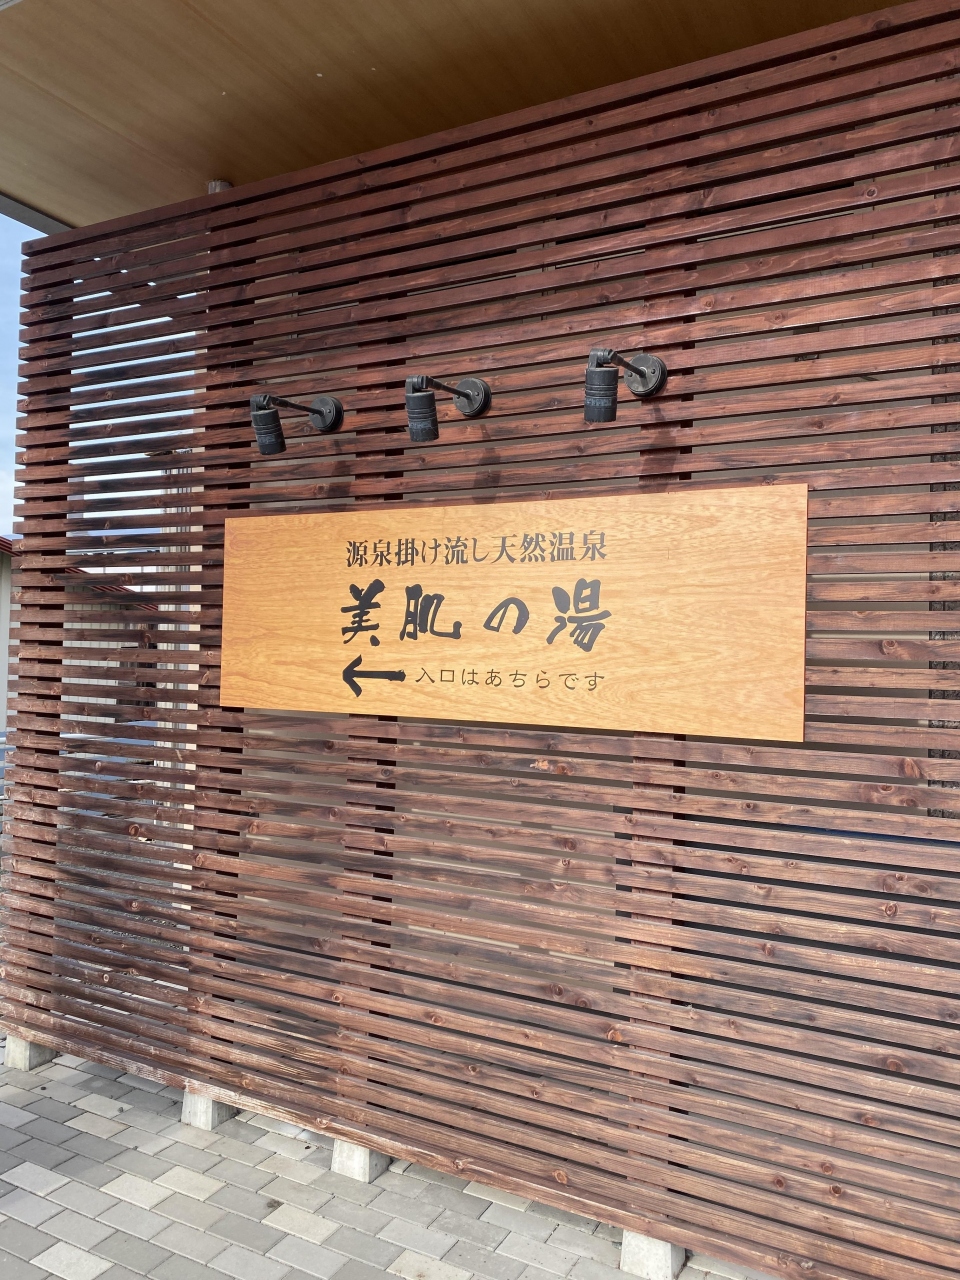 源泉掛け流し天然温泉
美肌の湯
← 入口はあちらです